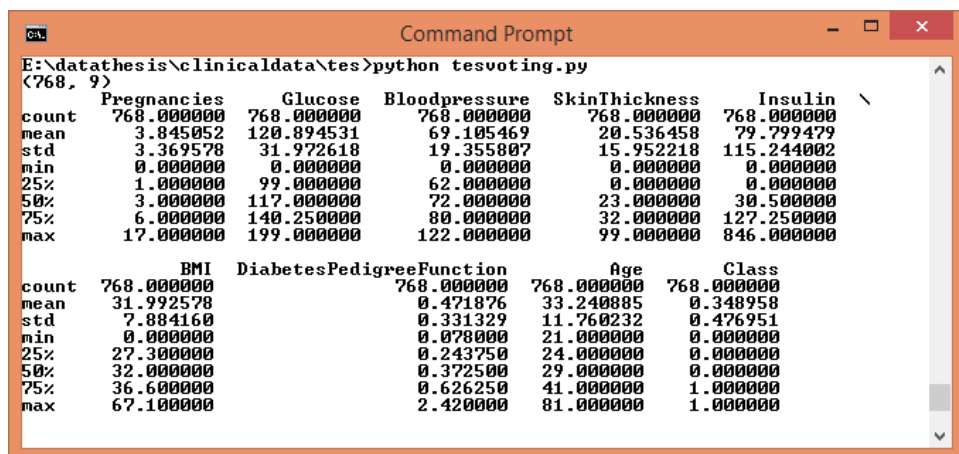 Command Prompt
E:\datathesis\clinicaldata\tes>python tesvoting.py
(768, 9)
Pregnancies Glucose Bloodpressure SkinThickness Insulin \
count 768.000000 768.000000 768.000000 768.000000 768.000000
mean 3.845052 120.894531 69.105469 20.536458 79.799479
std 3.369578 31.972618 19.355807 15.952218 115.244002
min 0.000000 0.000000 0.000000 0.000000 0.000000
25% 1.000000 99.000000 62.000000 0.000000 0.000000
50% 3.000000 117.000000 72.000000 23.000000 30.500000
75% 6.000000 140.250000 80.000000 32.000000 127.250000
max 17.000000 199.000000 122.000000 99.000000 846.000000
BMI DiabetesPedigreeFunction Age Class
count 768.000000 768.000000 768.000000 768.000000
mean 31.992578 0.471876 33.240885 0.348958
std 7.884160 0.331329 11.760232 0.476951
min 0.000000 0.078000 21.000000 0.000000
25% 27.300000 0.243750 24.000000 0.000000
50% 32.000000 0.372500 29.000000 0.000000
75% 36.600000 0.626250 41.000000 1.000000
max 67.100000 2.420000 81.000000 1.000000